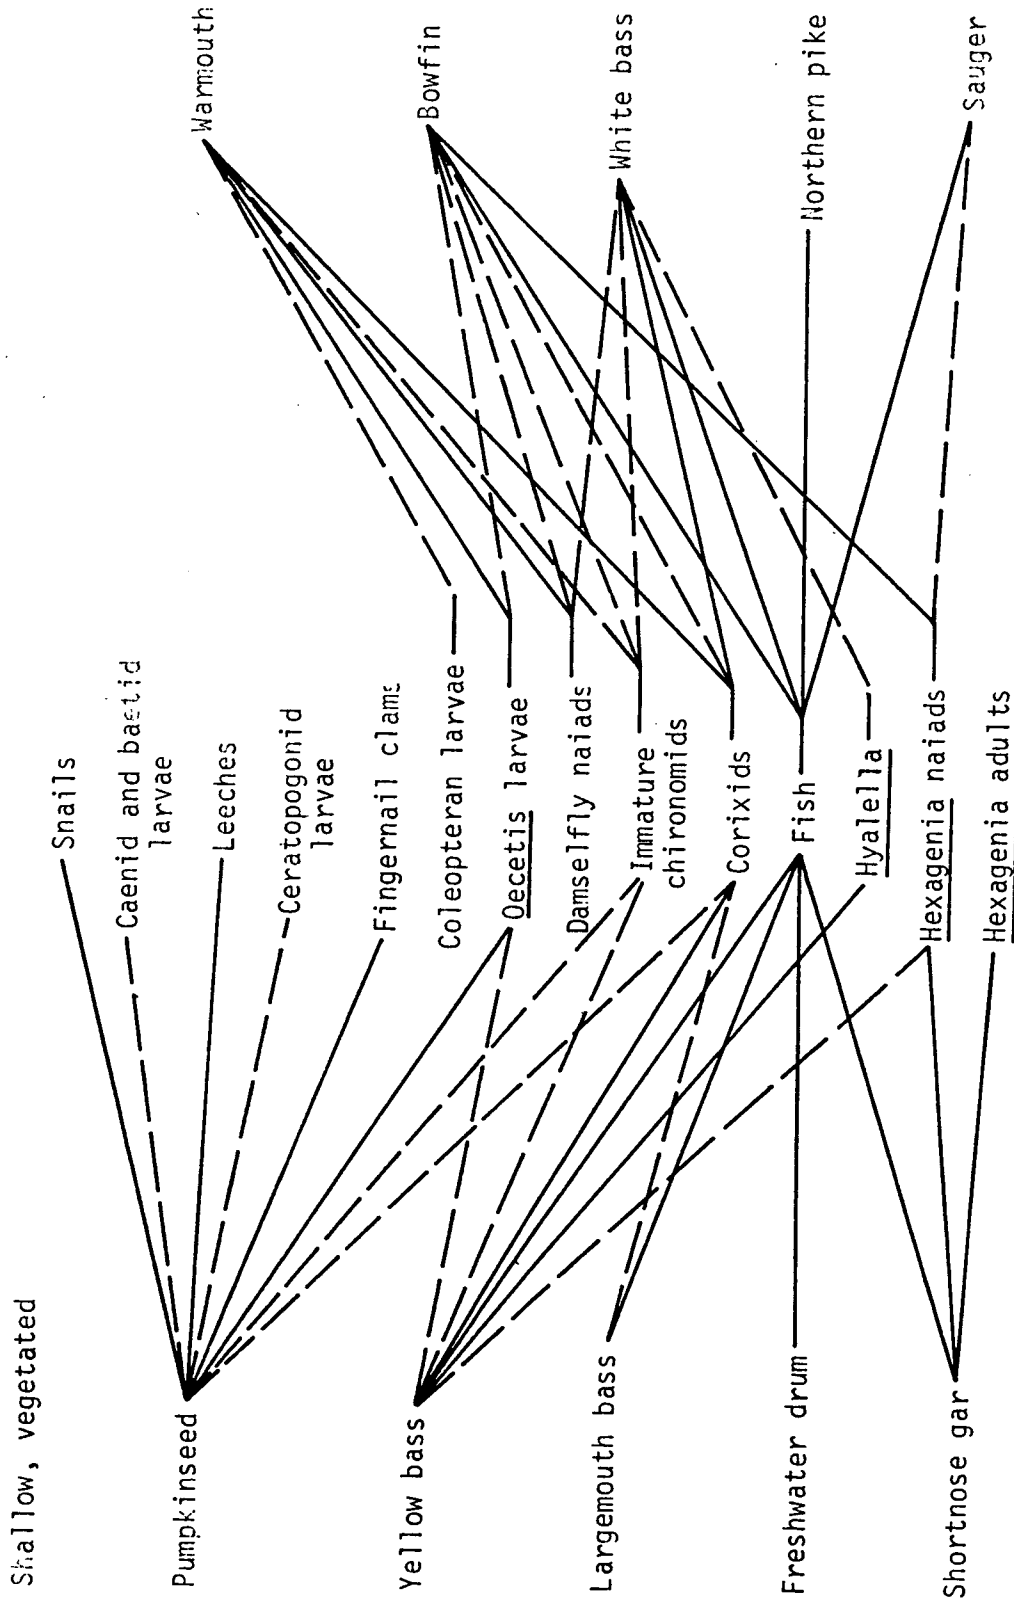 Shallow, vegetated
Snails
Caenid and baetid
larvae
Leeches
Ceratopogonid
larvae
Fingernail clams
Coleopteran larvae
Oecetis larvae
Damselfly naiads
Immature
chironomids
Corixids
Fish
Hyalella
Hexagenia naiads
Hexagenia adults
Pumpkinseed
Yellow bass
Largemouth bass
Freshwater drum
Shortnose gar
Warmouth
Bowfin
White bass
Northern pike
Sauger